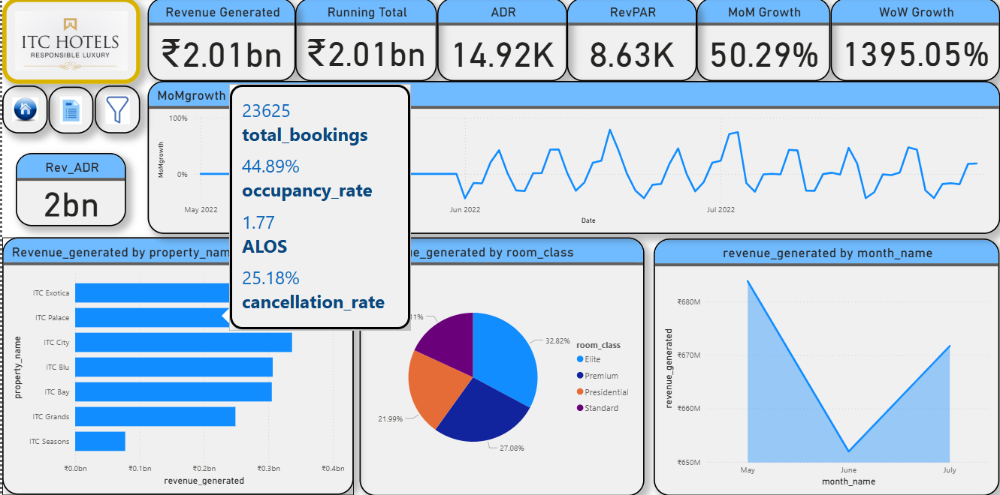 ITC HOTELS
RESPONSIBLE LUXURY
Revenue Generated
₹2.01bn
Running Total
₹2.01bn
ADR
14.92K
RevPAR
8.63K
MoM Growth
50.29%
WoW Growth
1395.05%
Rev_ADR
2bn
MoMgrowth
MoMgrowth
100%
0%
May 2022
Jun 2022
Jul 2022
Date
23625
total_bookings
44.89%
occupancy_rate
1.77
ALOS
25.18%
cancellation_rate
Revenue_generated by property_nam
property_name
ITC Exotica
ITC Palace
ITC City
ITC Blu
ITC Bay
ITC Grands
ITC Seasons
₹0.0bn
₹0.1bn
₹0.2bn
₹0.3bn
₹0.4bn
revenue_generated
e_generated by room_class
11%
32.82%
21.99%
27.08%
room_class
Elite
Premium
Presidential
Standard
revenue_generated by month_name
revenue_generated
₹680M
₹670M
₹660M
₹650M
May
June
July
month_name